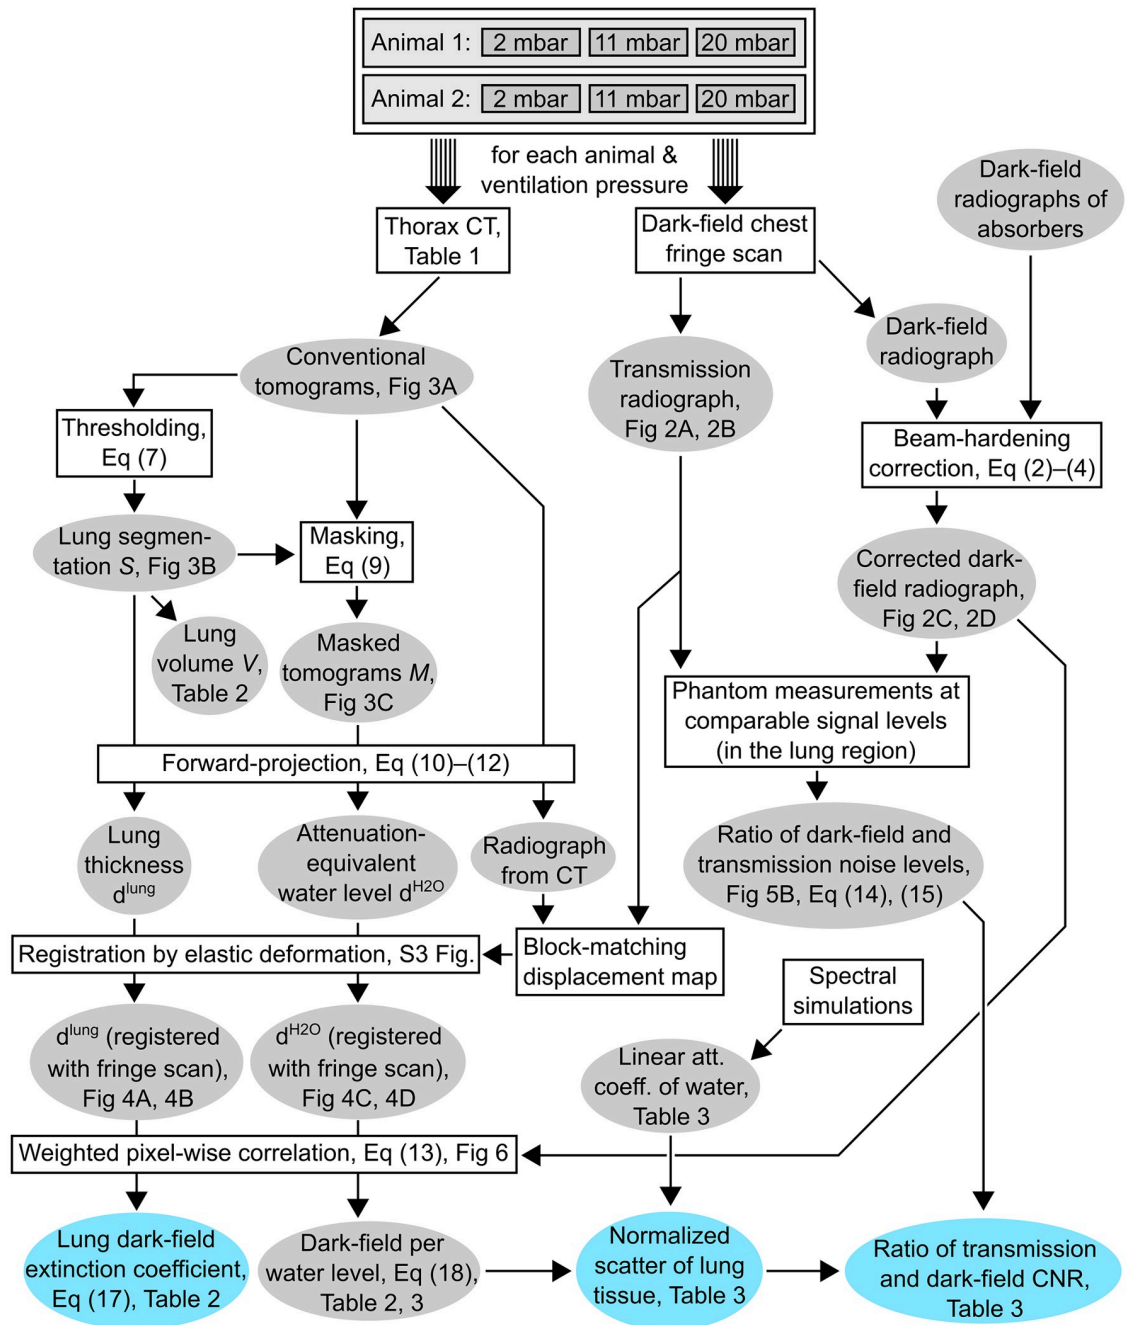 Animal 1: 2 mbar 11 mbar 20 mbar
Animal 2: 2 mbar 11 mbar 20 mbar
for each animal &
ventilation pressure
Dark-field
radiographs of
absorbers
Thorax CT,
Table 1
Dark-field chest
fringe scan
Conventional
tomograms, Fig 3A
Transmission
radiograph,
Fig 2A, 2B
Dark-field
radiograph
Thresholding,
Eq (7)
Beam-hardening
correction, Eq (2)–(4)
Lung segmen-
tation S, Fig 3B
Masking,
Eq (9)
Corrected dark-
field radiograph,
Fig 2C, 2D
Lung
volume V,
Table 2
Masked
tomograms M,
Fig 3C
Phantom measurements at
comparable signal levels
(in the lung region)
Forward-projection, Eq (10)–(12)
Lung
thickness
d^lung
Attenuation-
equivalent
water level d^H2O
Radiograph
from CT
Ratio of dark-field and
transmission noise levels,
Fig 5B, Eq (14), (15)
Registration by elastic deformation, S3 Fig.
Block-matching
displacement map
Spectral
simulations
d^lung (registered
with fringe scan),
Fig 4A, 4B
d^H2O (registered
with fringe scan),
Fig 4C, 4D
Linear att.
coeff. of water,
Table 3
Weighted pixel-wise correlation, Eq (13), Fig 6
Lung dark-field
extinction coefficient,
Eq (17), Table 2
Dark-field per
water level, Eq (18),
Table 2, 3
Normalized
scatter of lung
tissue, Table 3
Ratio of transmission
and dark-field CNR,
Table 3